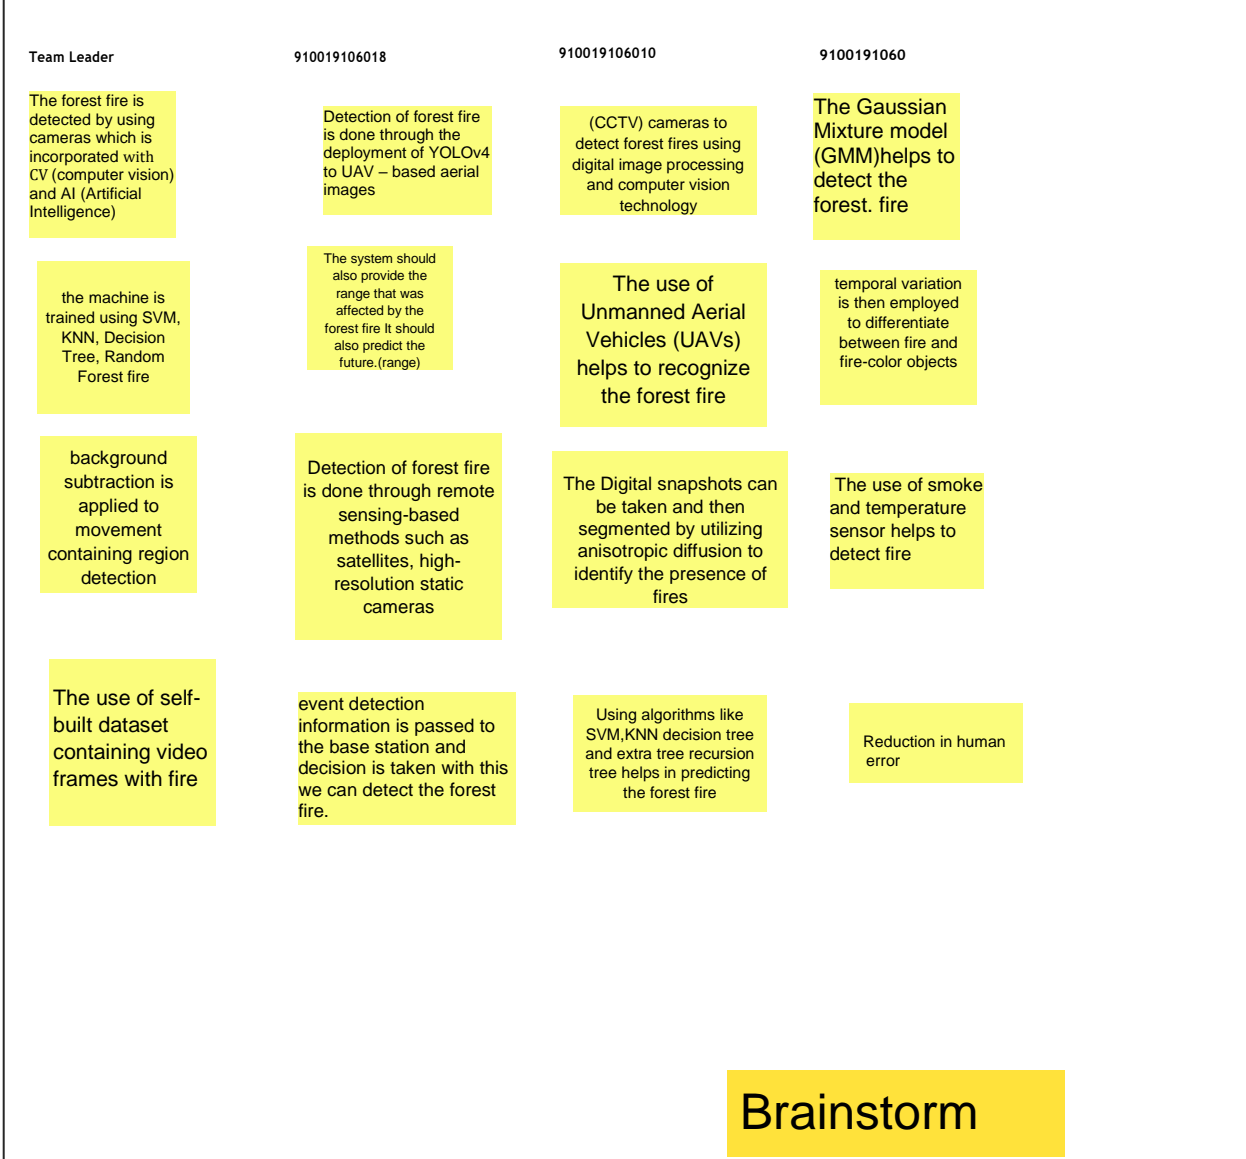 Team Leader
910019106018
910019106010
9100191060
The forest fire is
detected by using
cameras which is
incorporated with
CV (computer vision)
and AI (Artificial
Intelligence)
Detection of forest fire
is done through the
deployment of YOLOv4
to UAV – based aerial
images
(CCTV) cameras to
detect forest fires using
digital image processing
and computer vision
technology
The Gaussian
Mixture model
(GMM)helps to
detect the
forest. fire
the machine is
trained using SVM,
KNN, Decision
Tree, Random
Forest fire
The system should
also provide the
range that was
affected by the
forest fire It should
also predict the
future.(range)
The use of
Unmanned Aerial
Vehicles (UAVs)
helps to recognize
the forest fire
temporal variation
is then employed
to differentiate
between fire and
fire-color objects
background
subtraction is
applied to
movement
containing region
detection
Detection of forest fire
is done through remote
sensing-based
methods such as
satellites, high-
resolution static
cameras
The Digital snapshots can
be taken and then
segmented by utilizing
anisotropic diffusion to
identify the presence of
fires
The use of smoke
and temperature
sensor helps to
detect fire
The use of self-
built dataset
containing video
frames with fire
event detection
information is passed to
the base station and
decision is taken with this
we can detect the forest
fire.
Using algorithms like
SVM,KNN decision tree
and extra tree recursion
tree helps in predicting
the forest fire
Reduction in human
error
Brainstorm